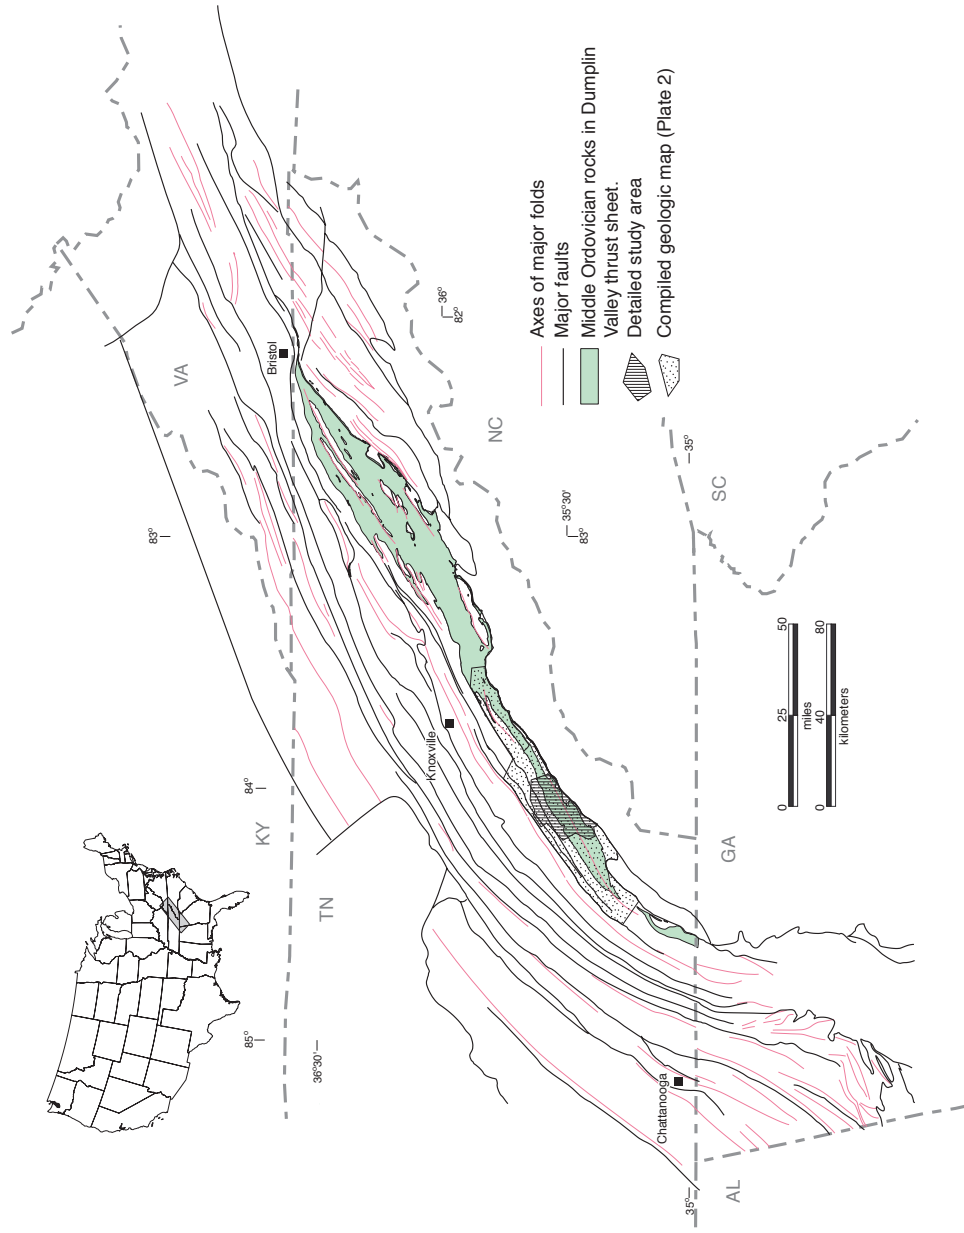 VA
Bristol
83°
KY
84°
TN
85°
36°30'
Knoxville
Chattanooga
35°
AL
GA
NC
SC
36°
82°
35°30'
83°
35°
Axes of major folds
Major faults
Middle Ordovician rocks in Dumplin
Valley thrust sheet.
Detailed study area
Compiled geologic map (Plate 2)
0
25
50
miles
0
40
80
kilometers